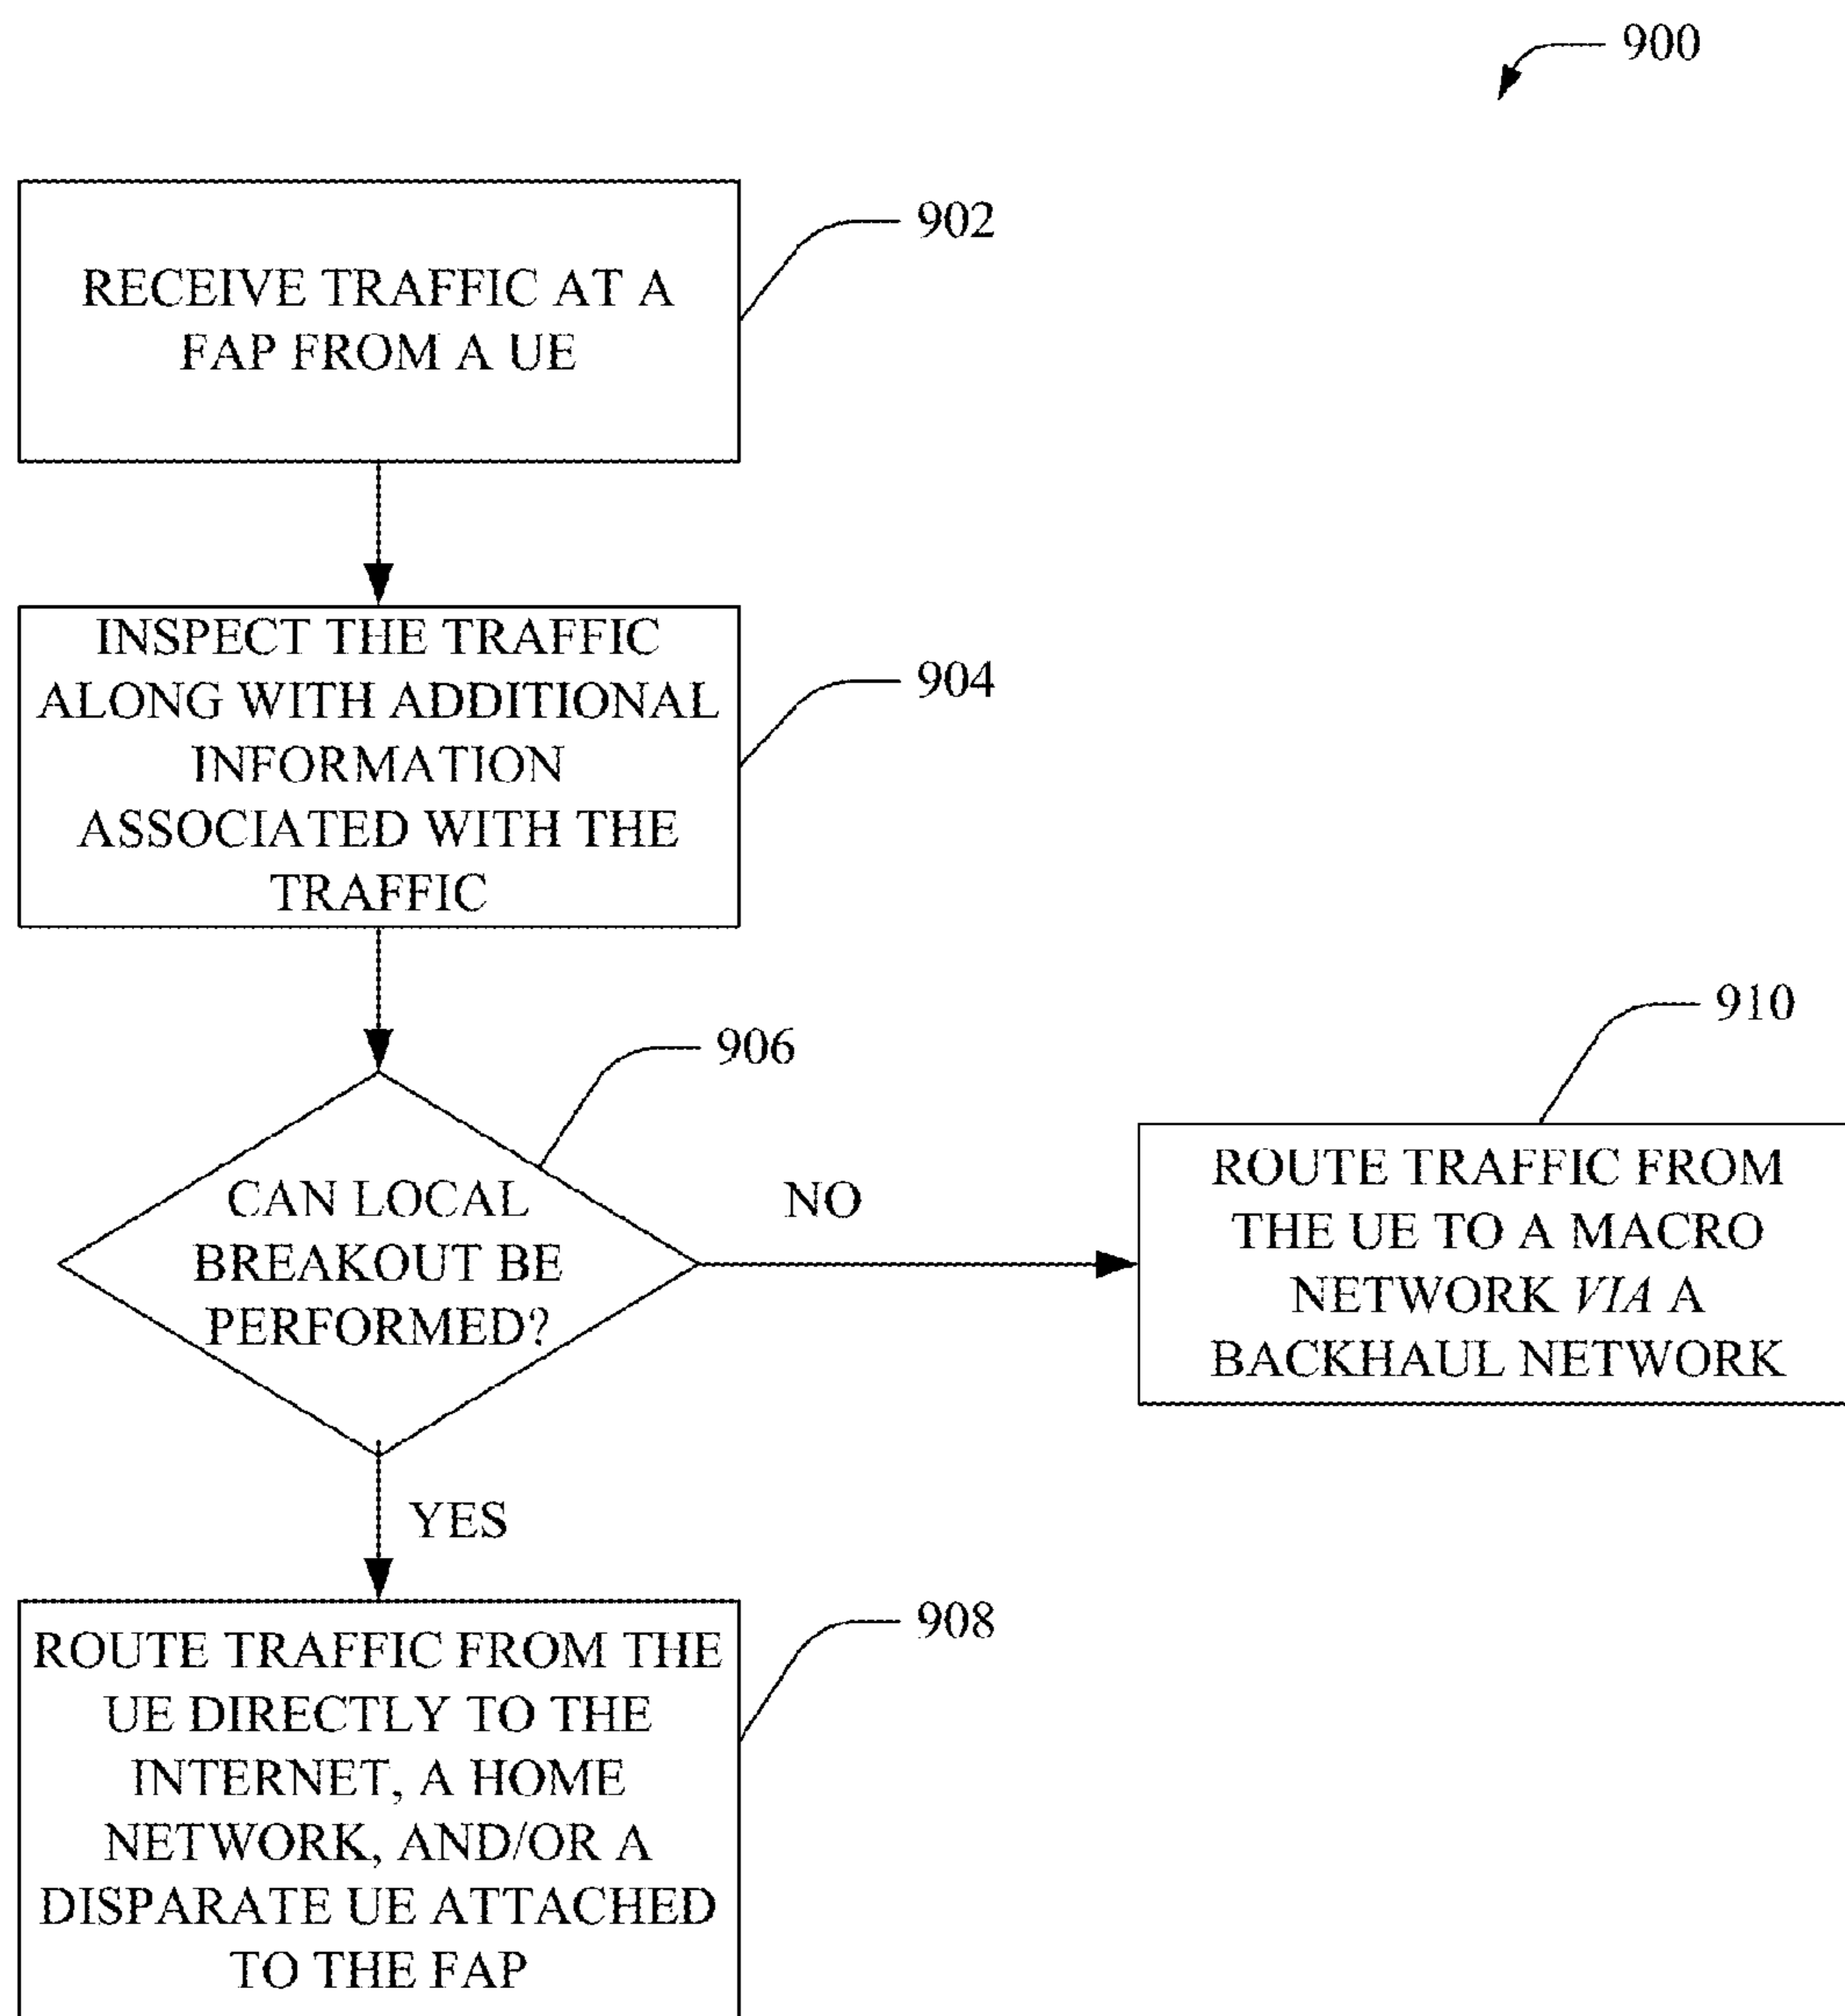 900
RECEIVE TRAFFIC AT A
FAP FROM A UE
902
INSPECT THE TRAFFIC
ALONG WITH ADDITIONAL
INFORMATION
ASSOCIATED WITH THE
TRAFFIC
904
CAN LOCAL
BREAKOUT BE
PERFORMED?
906
NO
ROUTE TRAFFIC FROM
THE UE TO A MACRO
NETWORK VIA A
BACKHAUL NETWORK
910
YES
ROUTE TRAFFIC FROM THE
UE DIRECTLY TO THE
INTERNET, A HOME
NETWORK, AND/OR A
DISPARATE UE ATTACHED
TO THE FAP
908